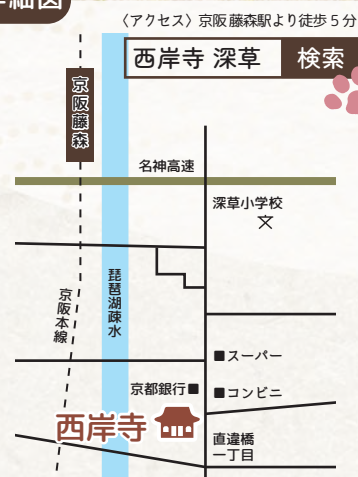 〈アクセス〉京阪藤森駅より徒歩5分
西岸寺 深草 検索
京阪藤森
名神高速
深草小学校
文
琵琶湖疎水
京阪本線
■スーパー
京都銀行■
■コンビニ
西岸寺
直違橋
一丁目